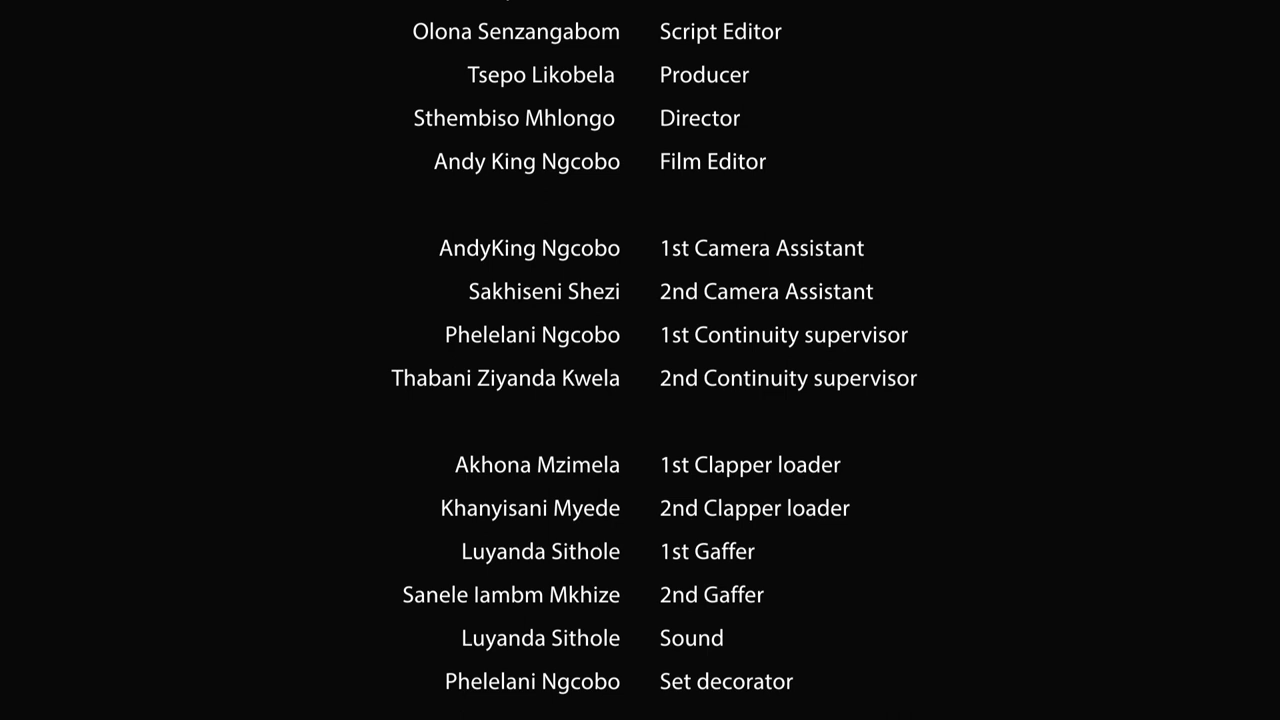 Olona Senzangabom Script Editor
Tsepo Likobela Producer
Sthembiso Mhlongo Director
Andy King Ngcobo Film Editor
AndyKing Ngcobo 1st Camera Assistant
Sakhiseni Shezi 2nd Camera Assistant
Phelelani Ngcobo 1st Continuity supervisor
Thabani Ziyanda Kwela 2nd Continuity supervisor
Akhona Mzimela 1st Clapper loader
Khanyisani Myede 2nd Clapper loader
Luyanda Sithole 1st Gaffer
Sanele Iambm Mkhize 2nd Gaffer
Luyanda Sithole Sound
Phelelani Ngcobo Set decorator